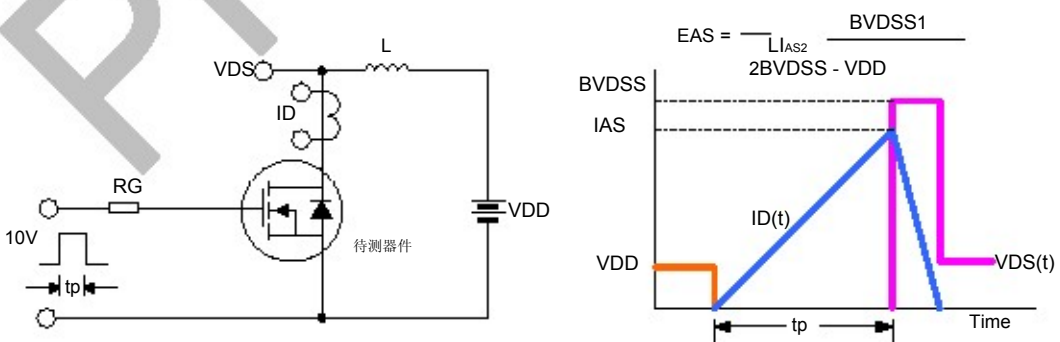 L
VDS
ID
RG
10V
tp
VDD
待测器件
BVDSS1
EAS = LIAS2
2BVDSS - VDD
BVDSS
IAS
ID(t)
VDD
VDS(t)
tp
Time